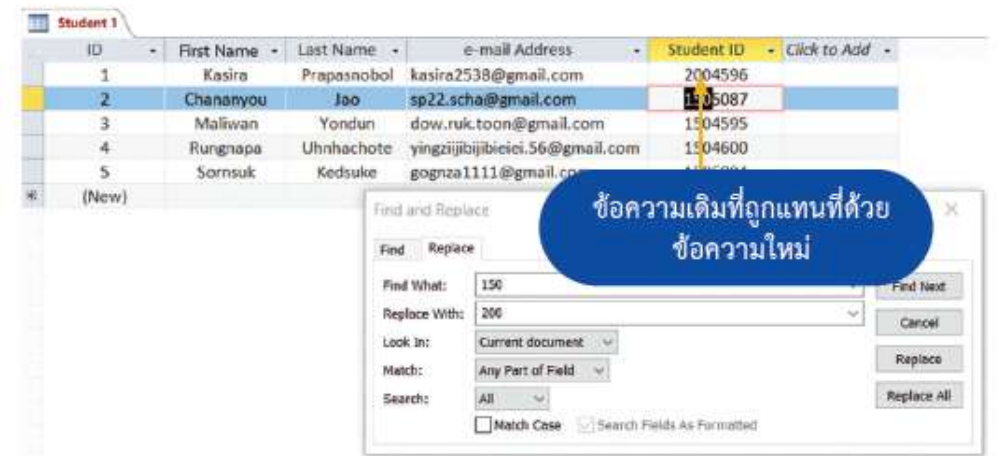 Student 1
ID First Name Last Name e-mail Address Student ID Click to Add
1 Kasira Prapasnobol kasira2538@gmail.com 2004596
2 Chananyou Jao sp22.scha@gmail.com 1505087
3 Maliwan Yondun dow.ruk.toon@gmail.com 1504595
4 Rungnapa Uhnhachote 1504600
5 Sornsuk Kedsuke
(New)
ข้อความเดิมที่ถูกแทนที่ด้วย
ข้อความใหม่
Find and Replace
Find Replace
Find What: 150 Find Next
Replace With: 200 Cancel
Look In: Current document
Match: Any Part of Field Replace
Search: All Replace All
Match Case Search Fields As Formatted